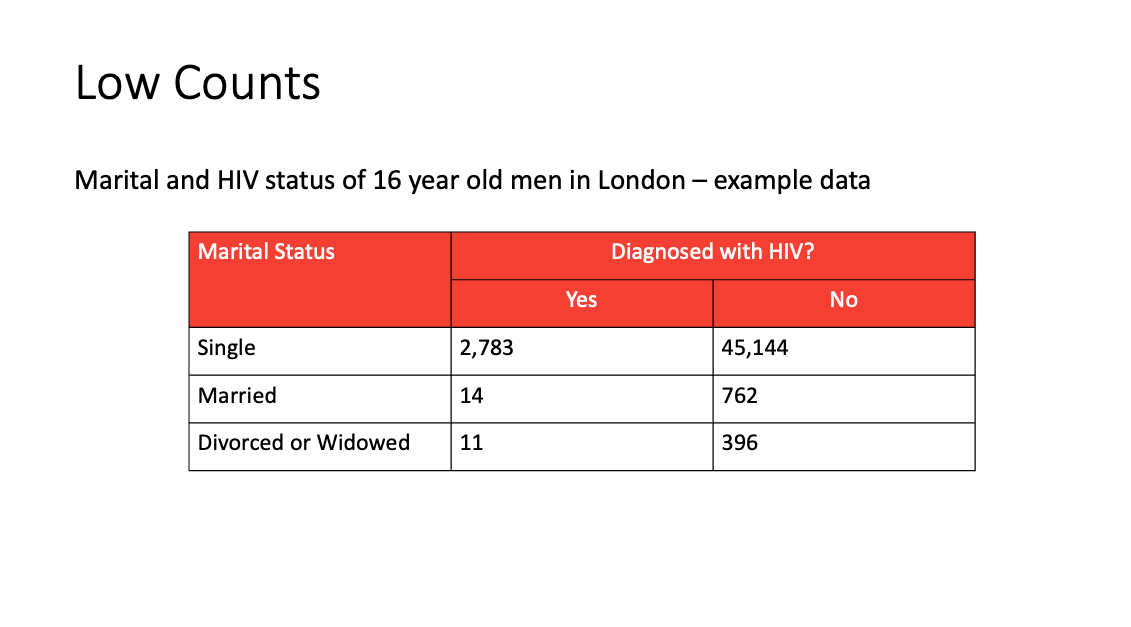 Low Counts
Marital and HIV status of 16 year old men in London – example data
Marital Status
Diagnosed with HIV?
Yes
No
Single
2,783
45,144
Married
14
762
Divorced or Widowed
11
396